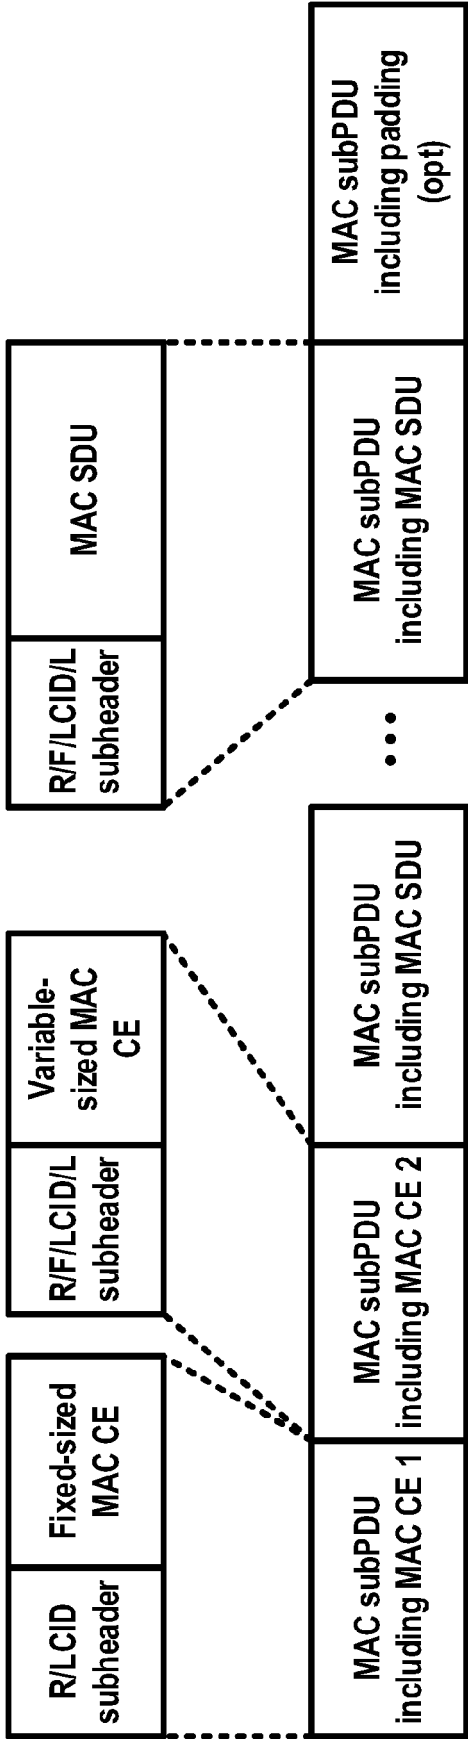 R/LCID
subheader
Fixed-sized
MAC CE
R/F/LCID/L
subheader
Variable-
sized MAC
CE
R/F/LCID/L
subheader
MAC SDU
MAC subPDU
including MAC CE 1
MAC subPDU
including MAC CE 2
MAC subPDU
including MAC SDU
...
MAC subPDU
including MAC SDU
MAC subPDU
including padding
(opt)